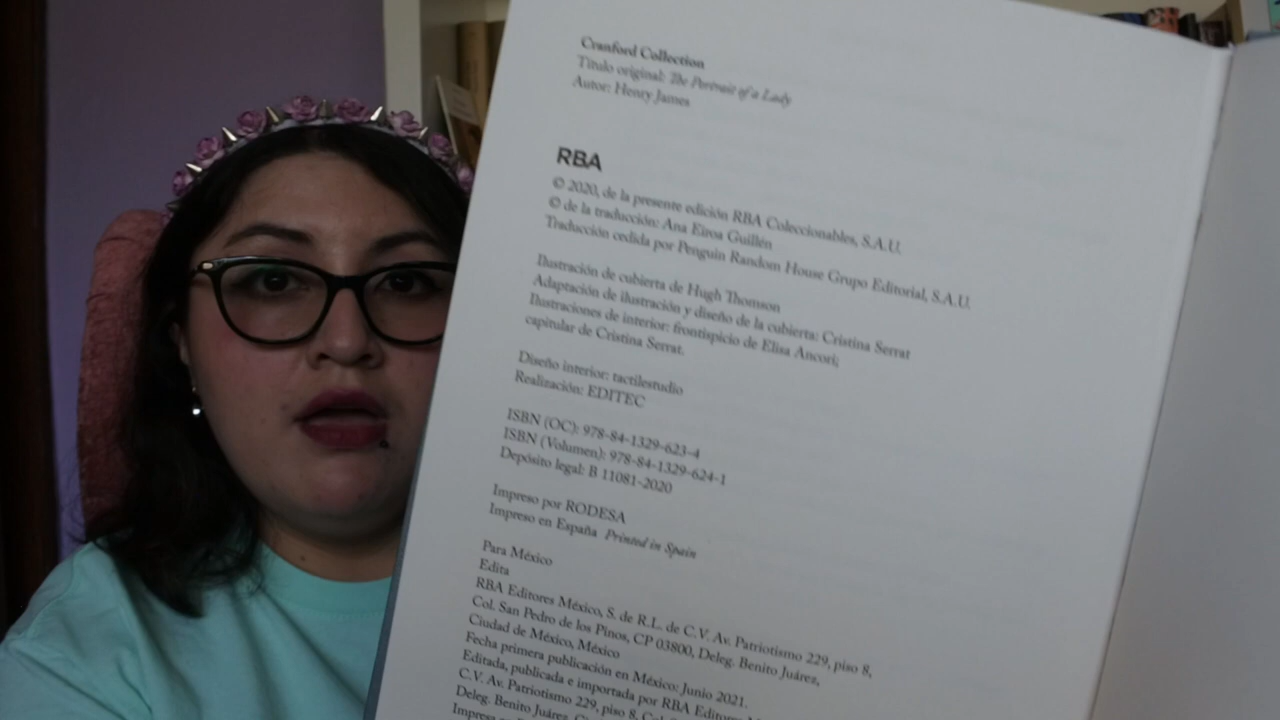 Cranford Collection
Título original: The Portrait of a Lady
Autor: Henry James
RBA
© 2020, de la presente edición RBA Coleccionables, S.A.U.
© de la traducción: Ana Eiroa Guillén
Traducción cedida por Penguin Random House Grupo Editorial, S.A.U.
Ilustración de cubierta de Hugh Thomson
Adaptación de ilustración y diseño de la cubierta: Cristina Serrat
Ilustraciones de interior: frontispicio de Elisa Ancori;
capitular de Cristina Serrat.
Diseño interior: tactilestudio
Realización: EDITEC
ISBN (OC): 978-84-1329-623-4
ISBN (Volumen): 978-84-1329-624-1
Depósito legal: B 11081-2020
Impreso por RODESA
Impreso en España Printed in Spain
Para México
Edita
RBA Editores México, S. de R.L. de C.V. Av. Patriotismo 229, piso 8,
Col. San Pedro de los Pinos, CP 03800, Deleg. Benito Juárez,
Ciudad de México, México
Fecha primera publicación en México: Junio 2021.
Editada, publicada e importada por RBA Editores
C.V. Av. Patriotismo 229, piso 8, Col.
Deleg. Benito Juárez,
Impreso en